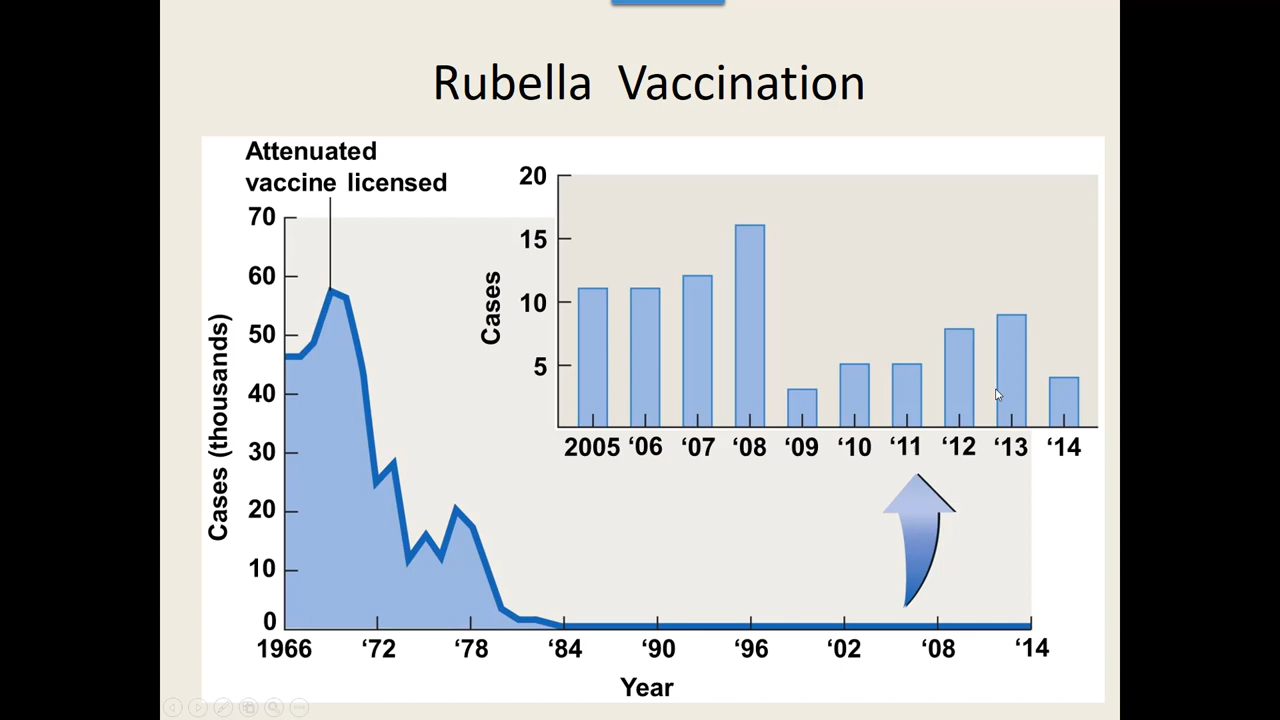 Rubella Vaccination
Attenuated
vaccine licensed
70
60
50
40
30
20
10
0
Cases (thousands)
1966 ‘72 ‘78 ‘84 ‘90 ‘96 ‘02 ‘08 ‘14
Year
20
15
10
5
Cases
2005 ‘06 ‘07 ‘08 ‘09 ‘10 ‘11 ‘12 ‘13 ‘14